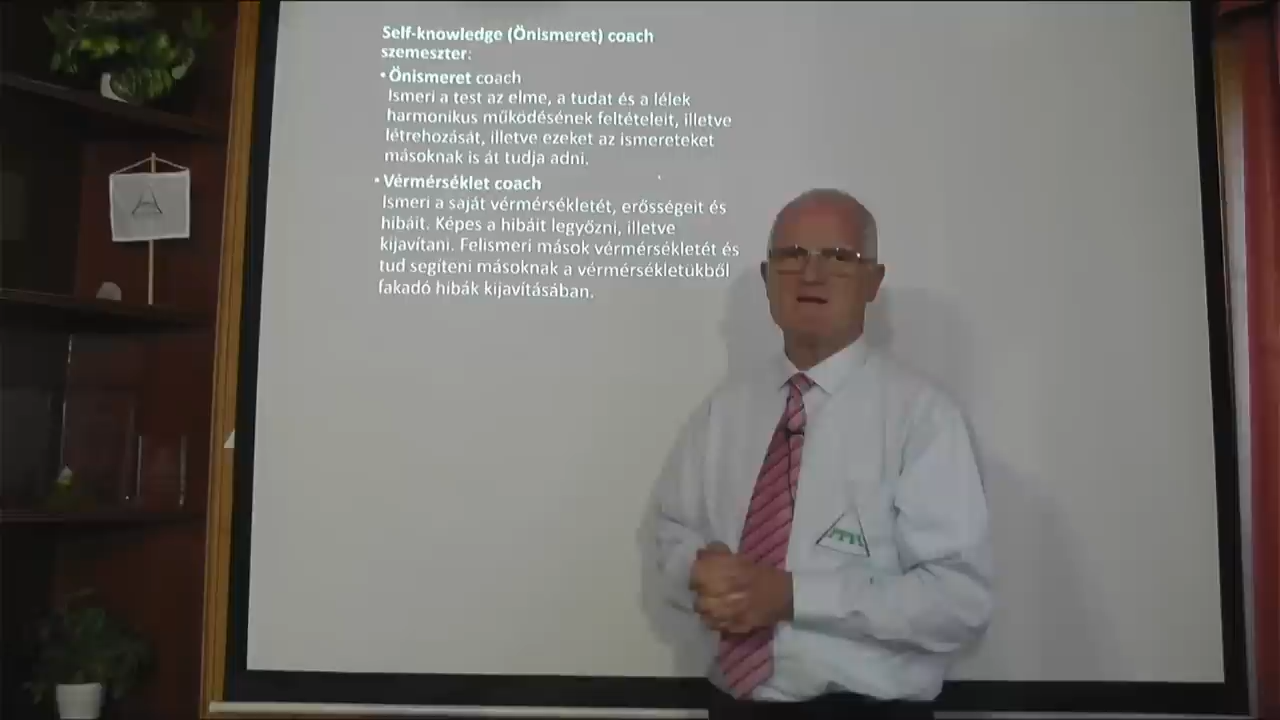 Self-knowledge (Önismeret) coach
szemeszter:
• Önismeret coach
Ismeri a test az elme, a tudat és a lélek
harmonikus működésének feltételeit, illetve
létrehozását, illetve ezeket az ismereteket
másoknak is át tudja adni.
• Vérmérséklet coach
Ismeri a saját vérmérsékletét, erősségeit és
hibáit. Képes a hibáit legyőzni, illetve
kijavítani. Felismeri mások vérmérsékletét és
tud segíteni másoknak a vérmérsékletükből
fakadó hibák kijavításában.